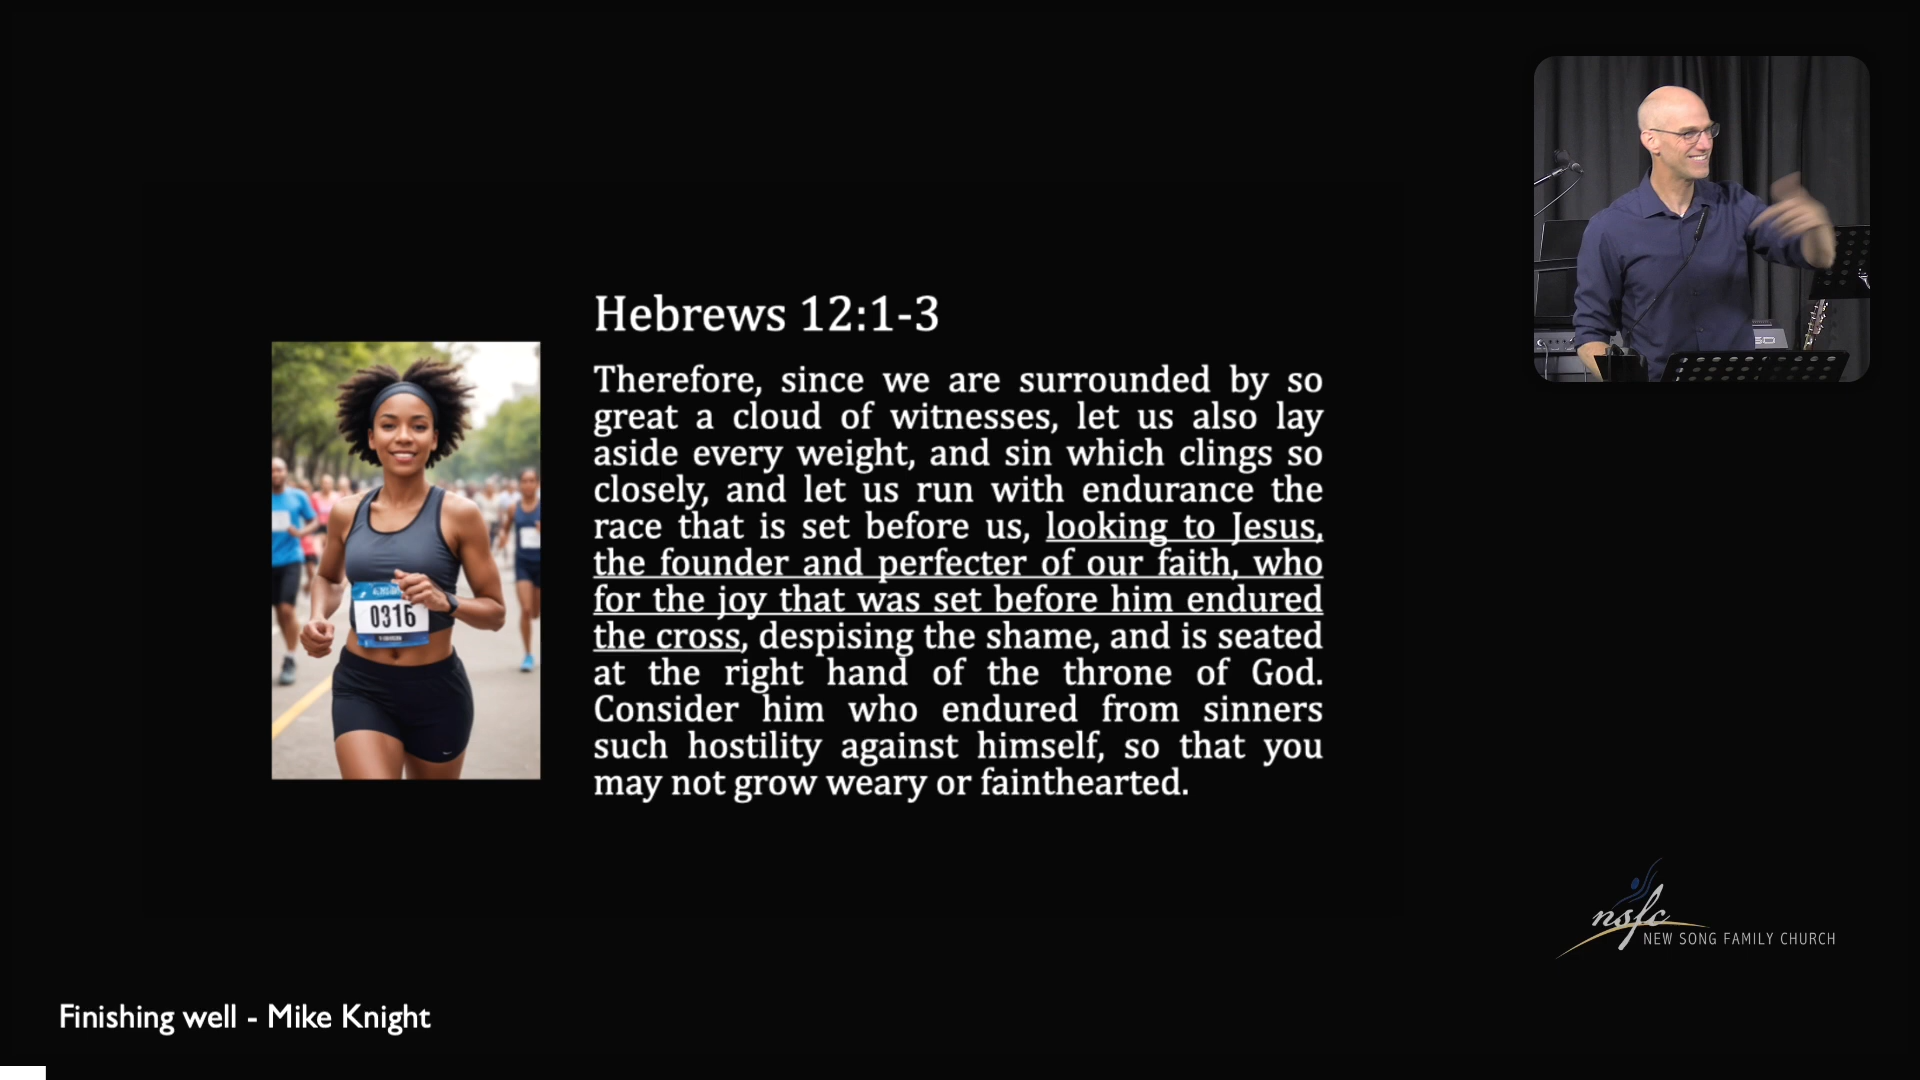 Hebrews 12:1-3
Therefore, since we are surrounded by so
great a cloud of witnesses, let us also lay
aside every weight, and sin which clings so
closely, and let us run with endurance the
race that is set before us, looking to Jesus,
the founder and perfecter of our faith, who
for the joy that was set before him endured
the cross, despising the shame, and is seated
at the right hand of the throne of God.
Consider him who endured from sinners
such hostility against himself, so that you
may not grow weary or fainthearted.
0316
nsfc
NEW SONG FAMILY CHURCH
Finishing well - Mike Knight